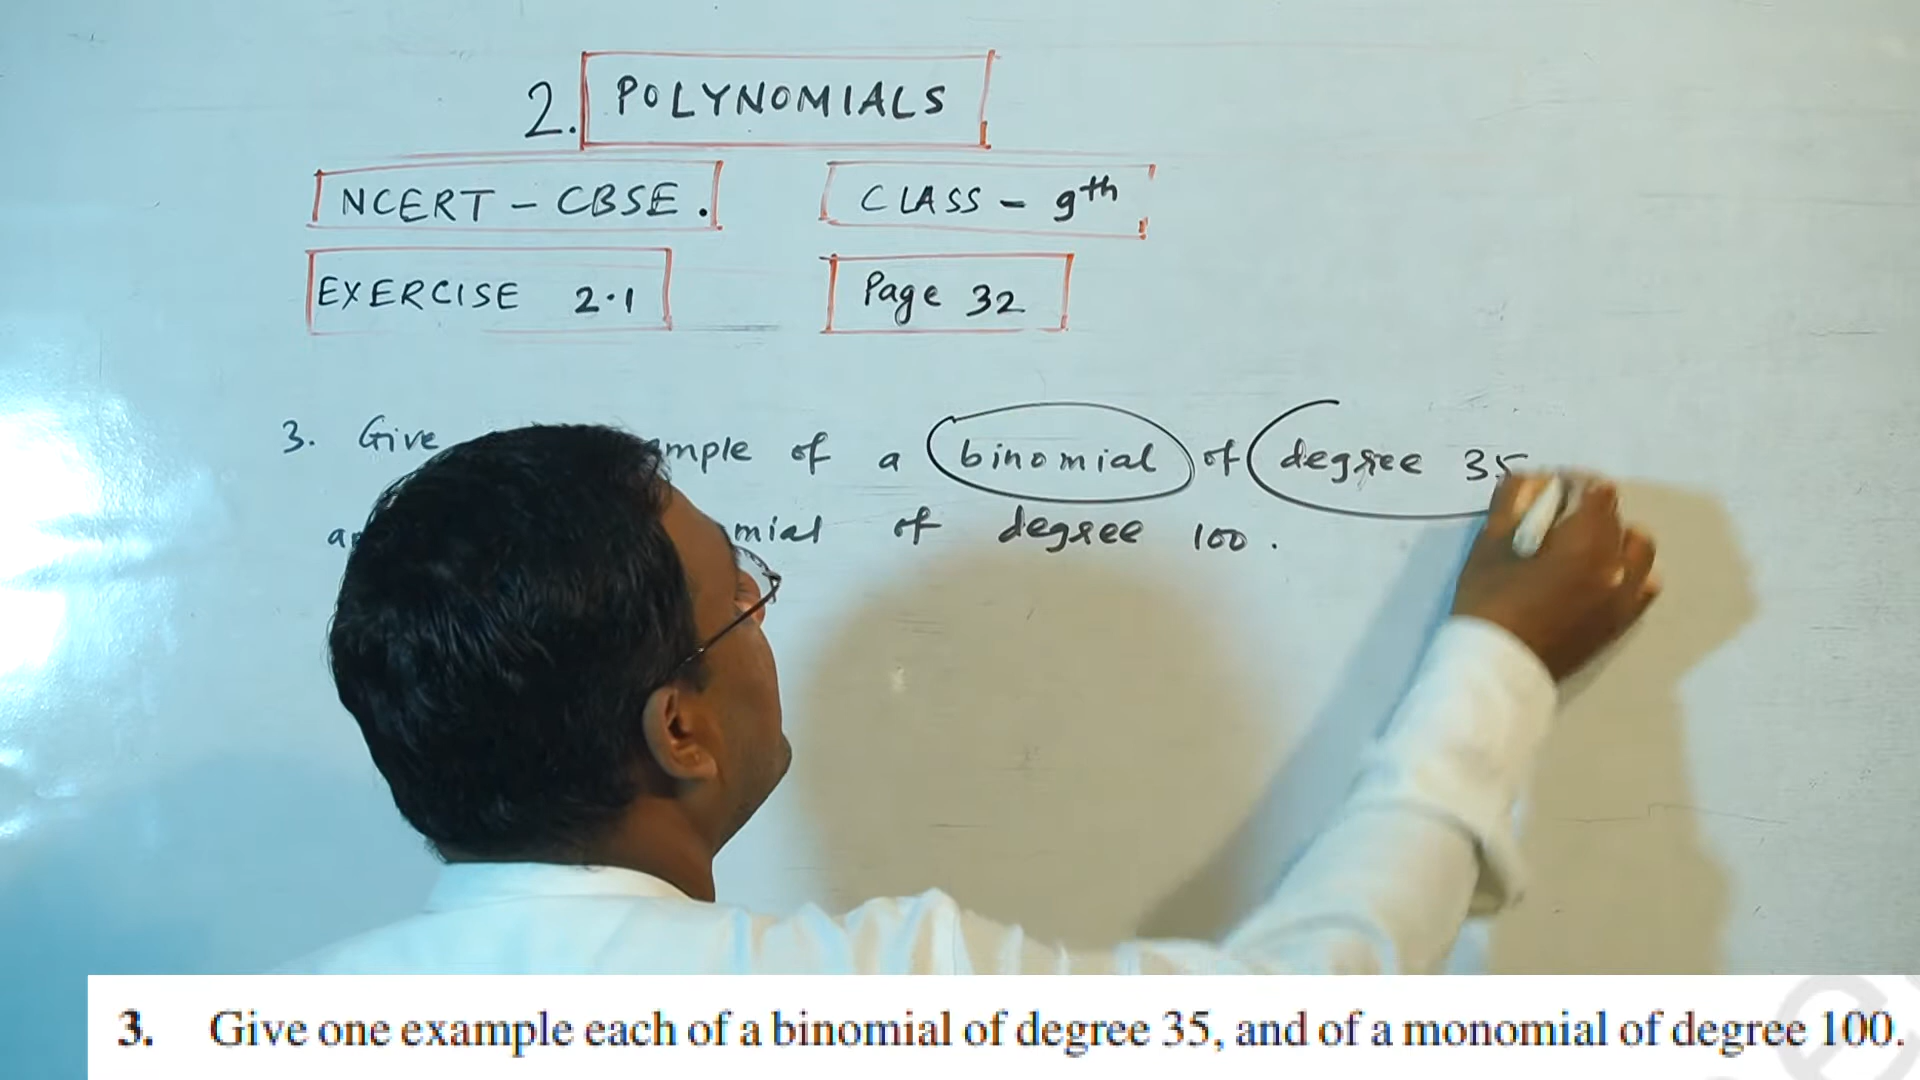 2. POLYNOMIALS
NCERT - CBSE.
CLASS - 9th
EXERCISE 2.1
Page 32
3. Give mple of a binomial of degree 35
mial of degree 100.
3. Give one example each of a binomial of degree 35, and of a monomial of degree 100.